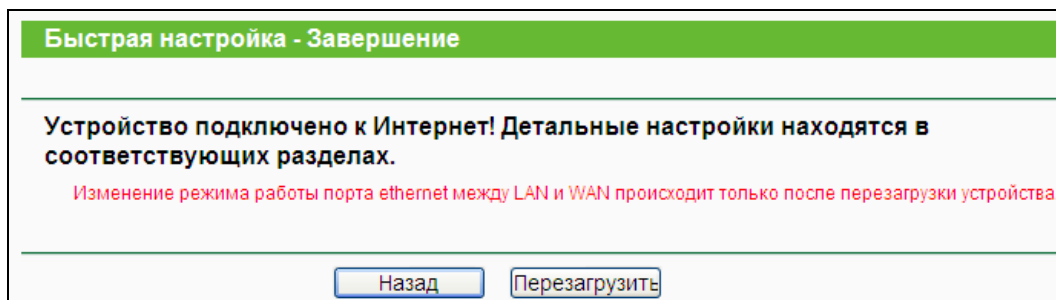 Быстрая настройка - Завершение
Устройство подключено к Интернет! Детальные настройки находятся в
соответствующих разделах.
Изменение режима работы порта ethernet между LAN и WAN происходит только после перезагрузки устройства
Назад
Перезагрузить